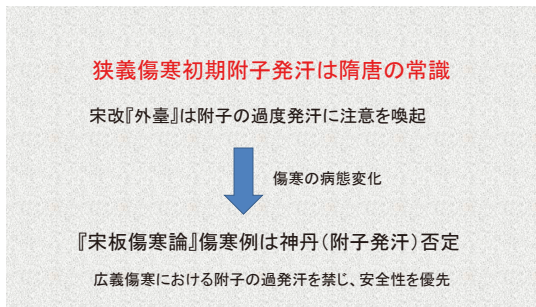 狭義傷寒初期附子発汗は隋唐の常識
宋改『外臺』は附子の過度発汗に注意を喚起
傷寒の病態変化
『宋板傷寒論』傷寒例は神丹（附子発汗）否定
広義傷寒における附子の過発汗を禁じ、安全性を優先